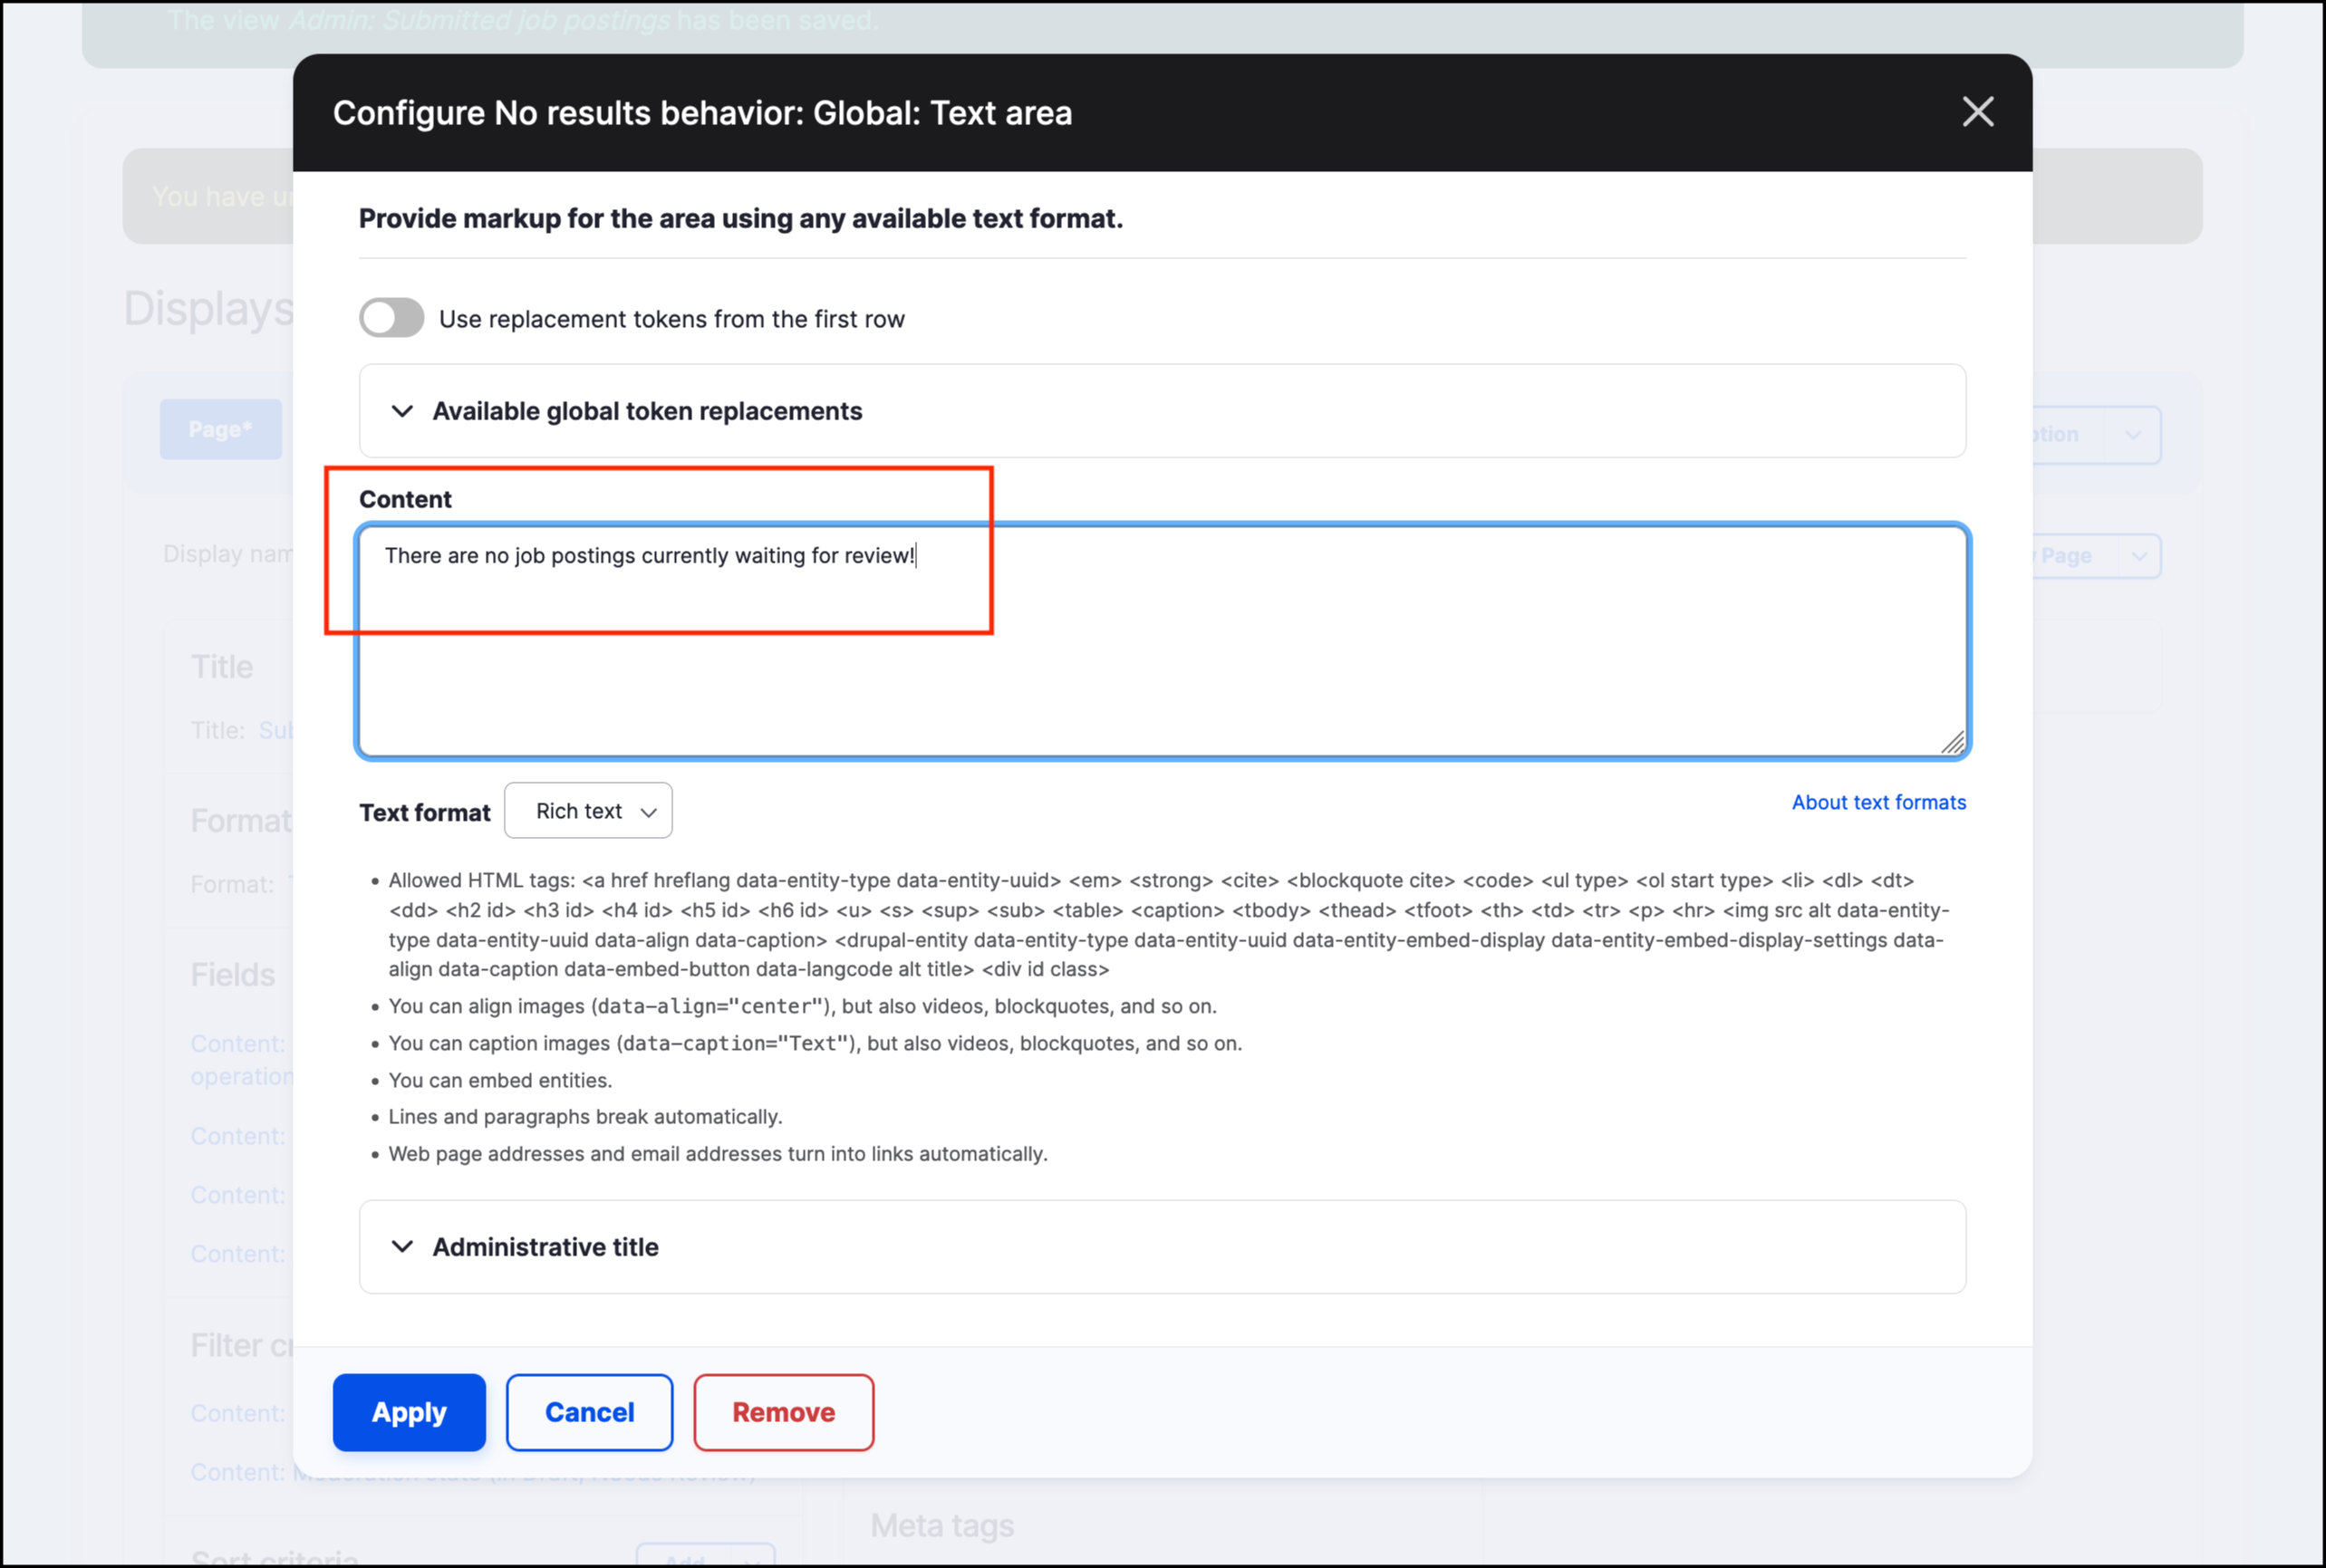 The view Admin: Submitted job postings has been saved.
Configure No results behavior: Global: Text area
You have
Provide markup for the area using any available text format.
Displays
Use replacement tokens from the first row
Page*
Available global token replacements
Content
There are no job postings currently waiting for review!
Display
Page
Title
Title:
Text format
Rich text
About text formats
Format
Format:
• Allowed HTML tags: <a href hreflang data-entity-type data-entity-uuid> <em> <strong> <cite> <blockquote cite> <code> <ul type> <ol start type> <li> <dl> <dt>
<dd> <h2 id> <h3 id> <h4 id> <h5 id> <h6 id> <u> <s> <sup> <sub> <table> <caption> <tbody> <thead> <tfoot> <th> <td> <tr> <p> <hr> <img src alt data-entity-
type data-entity-uuid data-align data-caption> <drupal-entity data-entity-type data-entity-uuid data-entity-embed-display data-entity-embed-display-settings data-
align data-caption data-embed-button data-langcode alt title> <div id class>
Fields
• You can align images (data-align="center"), but also videos, blockquotes, and so on.
• You can caption images (data-caption="Text"), but also videos, blockquotes, and so on.
Content:
operation
• You can embed entities.
• Lines and paragraphs break automatically.
Content:
• Web page addresses and email addresses turn into links automatically.
Content:
Content:
Administrative title
Filter
Content:
Apply
Cancel
Remove
Content:
Meta tags
Sort criteria
Add